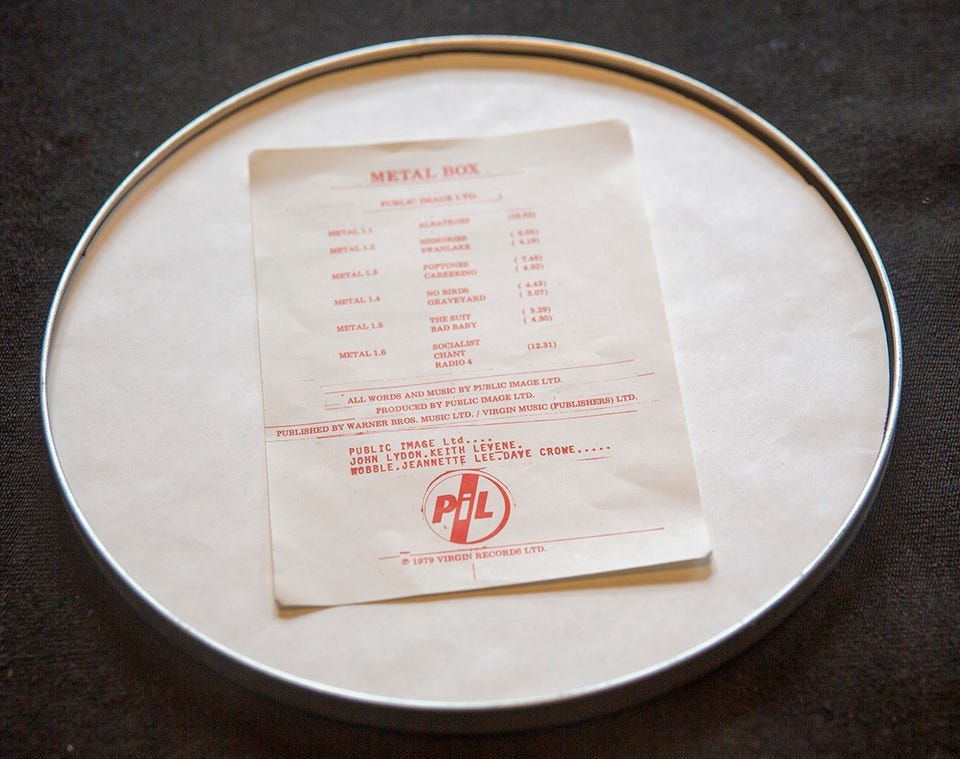 METAL BOX
PUBLIC IMAGE LTD.
METAL 1.1 ALBATROSS (10.32)
METAL 1.2 MEMORIES ( 5.05)
SWANLAKE ( 4.19)
METAL 1.3 POPTONES ( 7.45)
CAREERING ( 4.32)
METAL 1.4 NO BIRDS ( 4.43)
GRAVEYARD ( 3.07)
METAL 1.5 THE SUIT ( 3.29)
BAD BABY ( 4.30)
METAL 1.6 SOCIALIST (12.31)
CHANT
RADIO 4
ALL WORDS AND MUSIC BY PUBLIC IMAGE LTD.
PRODUCED BY PUBLIC IMAGE LTD.
PUBLISHED BY WARNER BROS. MUSIC LTD. / VIRGIN MUSIC (PUBLISHERS) LTD.
PUBLIC IMAGE Ltd....
JOHN LYDON.KEITH LEVENE.
WOBBLE.JEANNETTE LEE.DAVE CROWE.....
PiL
℗ 1979 VIRGIN RECORDS LTD.